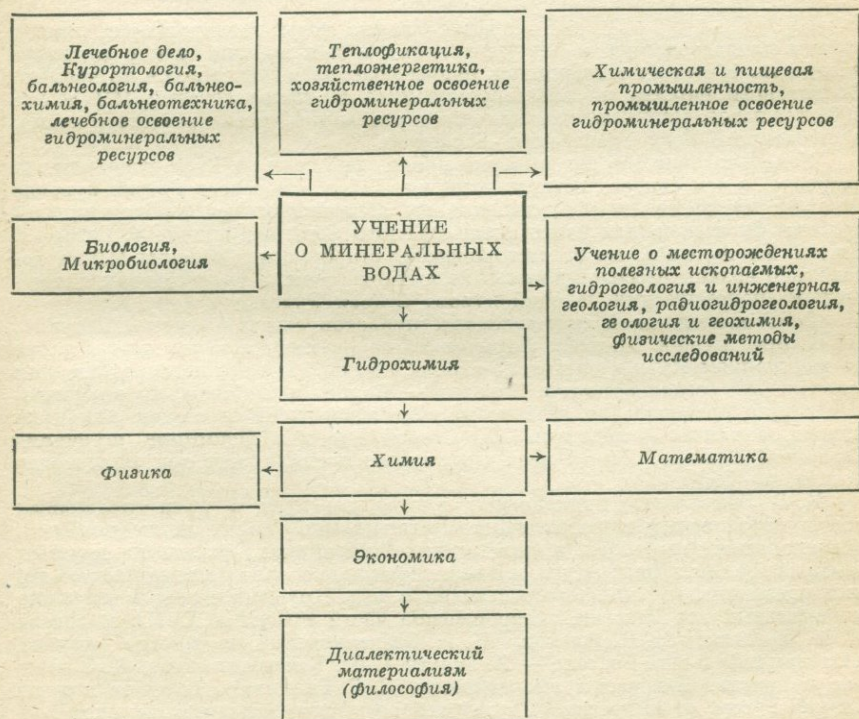 Лечебное дело,
Курортология,
бальнеология, бальнео-
химия, бальнеотехника,
лечебное освоение
гидроминеральных
ресурсов
Теплофикация,
теплоэнергетика,
хозяйственное освоение
гидроминеральных
ресурсов
Химическая и пищевая
промышленность,
промышленное освоение
гидроминеральных ресурсов
Биология,
Микробиология
УЧЕНИЕ
О МИНЕРАЛЬНЫХ
ВОДАХ
Учение о месторождениях
полезных ископаемых,
гидрогеология и инженерная
геология, радиогидрогеология,
геология и геохимия,
физические методы
исследований
Гидрохимия
Физика
Химия
Математика
Экономика
Диалектический
материализм
(философия)